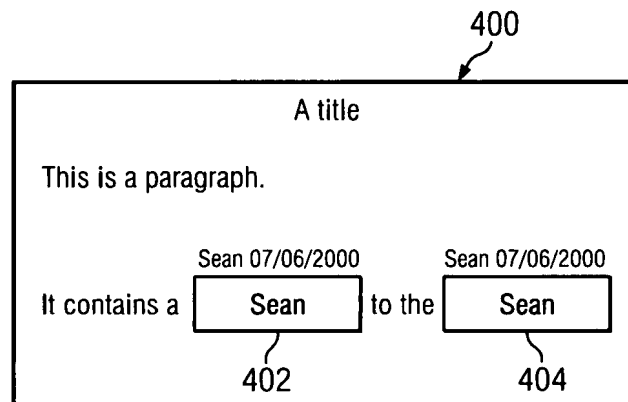 400
A title
This is a paragraph.
Sean 07/06/2000 Sean 07/06/2000
It contains a Sean to the Sean
402 404